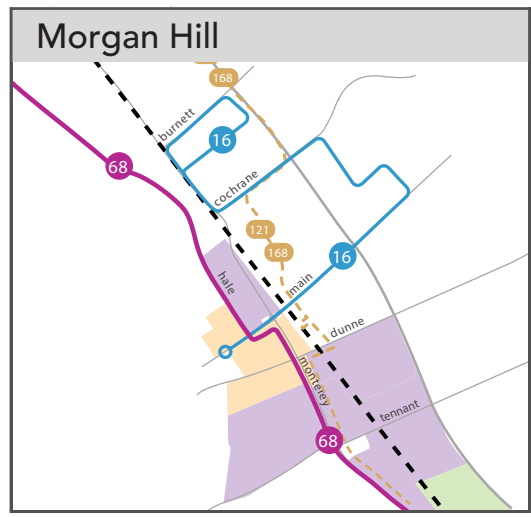 Morgan Hill
168
burnett
16
68
cochrane
121
168
16
main
hale
dunne
monterey
tennant
68